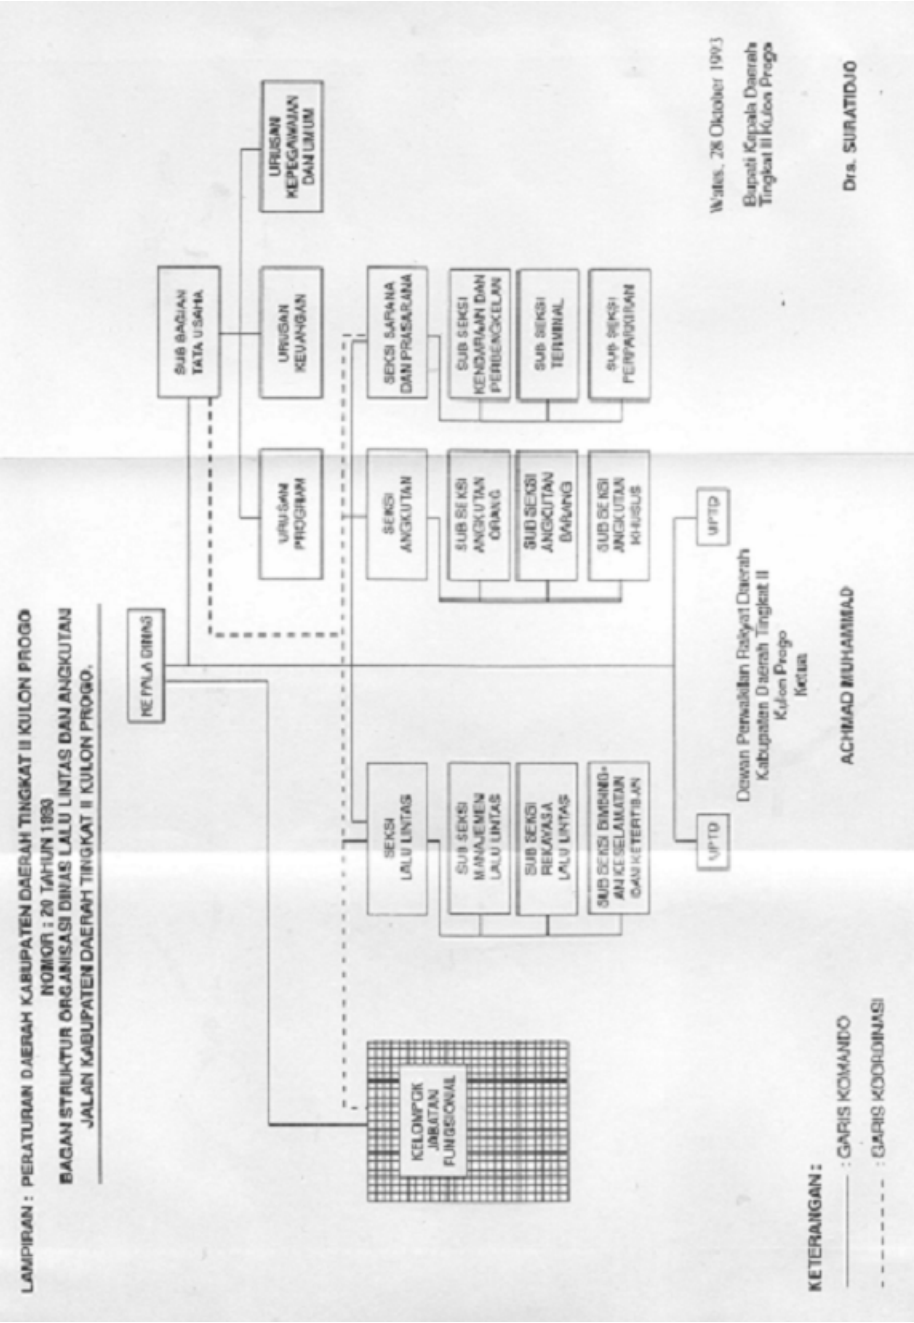 LAMPIRAN : PERATURAN DAERAH KABUPATEN DAERAH TINGKAT II KULON PROGO
NOMOR : 20 TAHUN 1993
BAGAN STRUKTUR ORGANISASI DINAS LALU LINTAS DAN ANGKUTAN
JALAN KABUPATEN DAERAH TINGKAT II KULON PROGO.
KEPALA DINAS
SUB BAGIAN
TATA USAHA
URUSAN
PROGRAM
URUSAN
KEUANGAN
URUSAN
KEPEGAWAIAN
DAN UMUM
KELOMPOK
JABATAN
FUNGSIONAL
SEKSI
LALU LINTAS
SUB SEKSI
MANAJEMEN
LALU LINTAS
SUB SEKSI
REKAYASA
LALU LINTAS
SUB SEKSI BIMBING-
AN KESELAMATAN
DAN KETERTIBAN
SEKSI
ANGKUTAN
SUB SEKSI
ANGKUTAN
ORANG
SUB SEKSI
ANGKUTAN
BARANG
SUB SEKSI
ANGKUTAN
KHUSUS
SEKSI SARANA
DAN PRASARANA
SUB SEKSI
KENDARAAN DAN
PERBENGKELAN
SUB SEKSI
TERMINAL
SUB SEKSI
PERPARKIRAN
UPTD
UPTD
Dewan Perwakilan Rakyat Daerah
Kabupaten Daerah Tingkat II
Kulon Progo
Ketua
ACHMAD MUHAMMAD
Wates, 28 Oktober 1993
Bupati Kepala Daerah
Tingkat II Kulon Progo
Drs. SURATIDJO
KETERANGAN :
: GARIS KOMANDO
: GARIS KOORDINASI